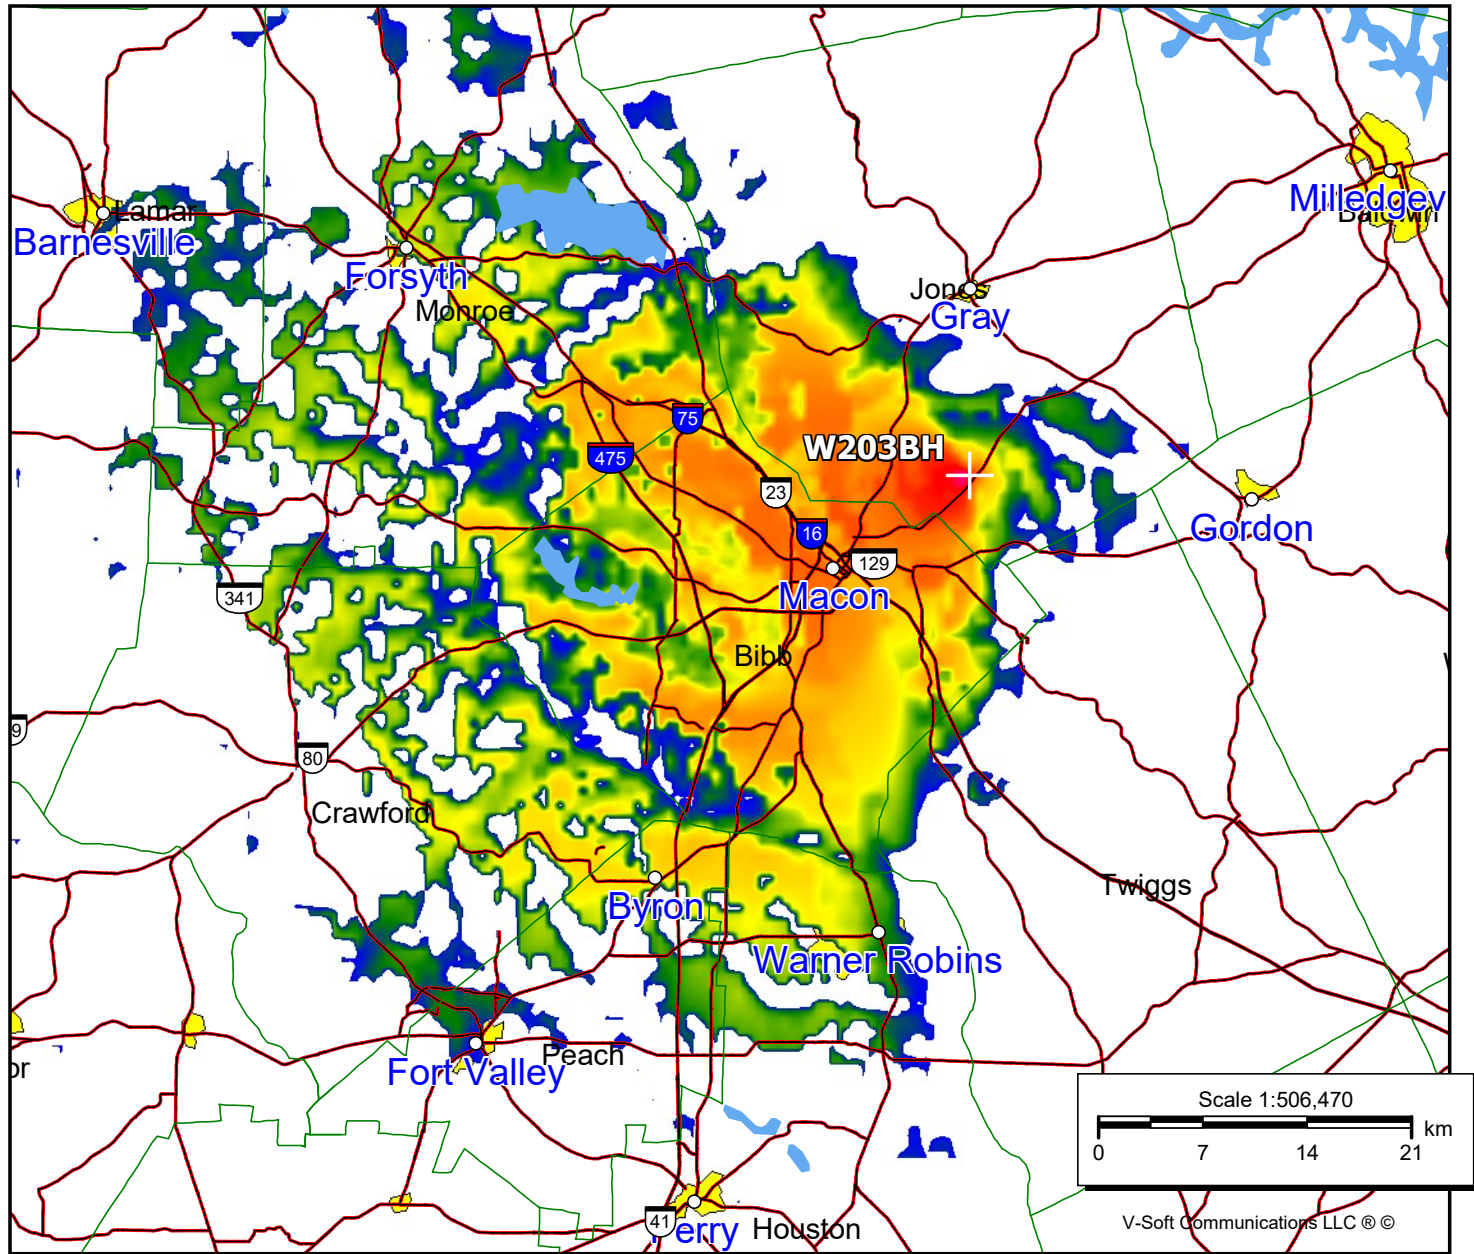 Lamar
Barnesville
Milledgev
Baldwin
Forsyth
Monroe
Jones
Gray
75
W203BH
475
23
16
129
Gordon
Macon
341
Bibb
9
80
Crawford
Twiggs
Byron
Warner Robins
Peach
Fort Valley
or
Scale 1:506,470
km
0 7 14 21
41
erry
Houston
V-Soft Communications LLC ® ©